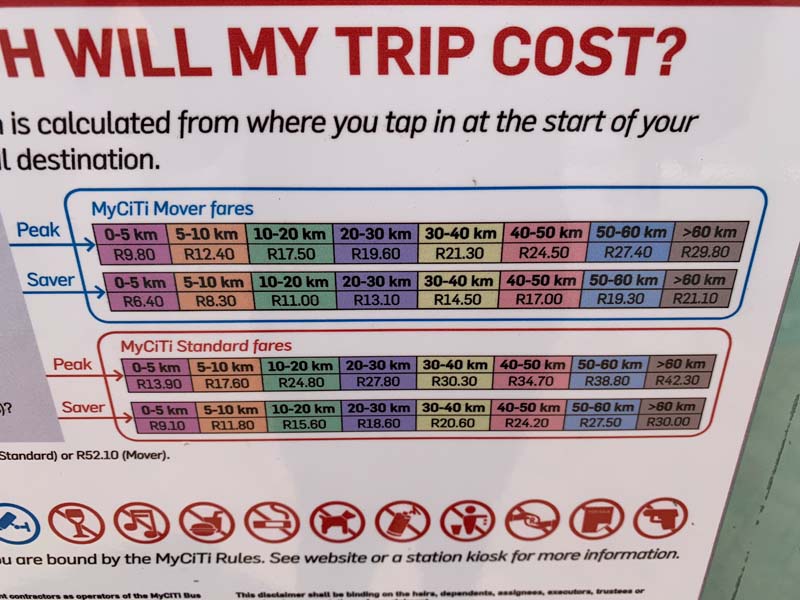 H WILL MY TRIP COST?
is calculated from where you tap in at the start of your
l destination.
MyCiTi Mover fares
Peak
0-5 km 5-10 km 10-20 km 20-30 km 30-40 km 40-50 km 50-60 km >60 km
R9.80 R12.40 R17.50 R19.60 R21.30 R24.50 R27.40 R29.80
Saver
0-5 km 5-10 km 10-20 km 20-30 km 30-40 km 40-50 km 50-60 km >60 km
R6.40 R8.30 R11.00 R13.10 R14.50 R17.00 R19.30 R21.10
MyCiTi Standard fares
Peak
0-5 km 5-10 km 10-20 km 20-30 km 30-40 km 40-50 km 50-60 km >60 km
R13.90 R17.60 R24.80 R27.80 R30.30 R34.70 R38.80 R42.30
)?
Saver
0-5 km 5-10 km 10-20 km 20-30 km 30-40 km 40-50 km 50-60 km >60 km
R9.10 R11.80 R15.60 R18.60 R20.60 R24.20 R27.50 R30.00
Standard) or R52.10 (Mover).
ou are bound by the MyCiTi Rules. See website or a station kiosk for more information.
nt contractors as operators of the MyCiTi Bus
This disclaimer shall be binding on the heirs, dependents, assignees, executors, trustees or